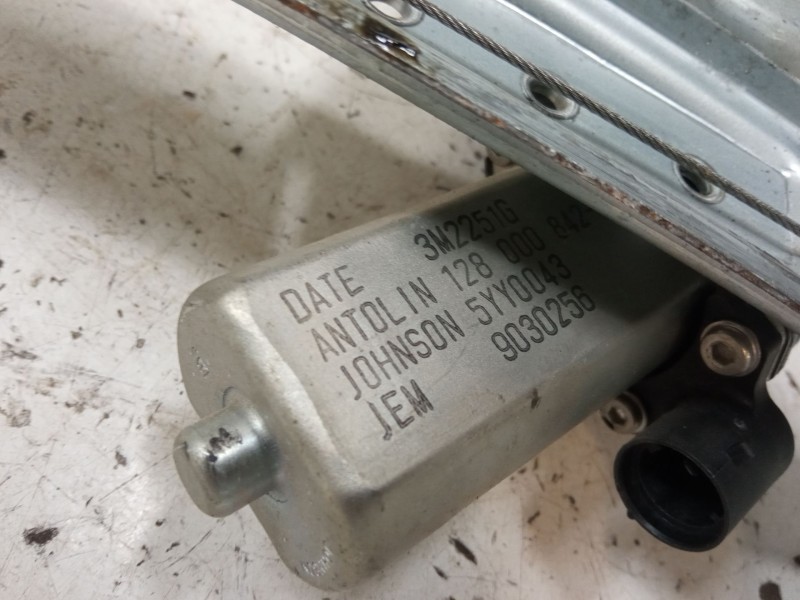 DATE 3M22516
ANTOLIN 128 000 842
JOHNSON 5YY0043
JEM 9030256